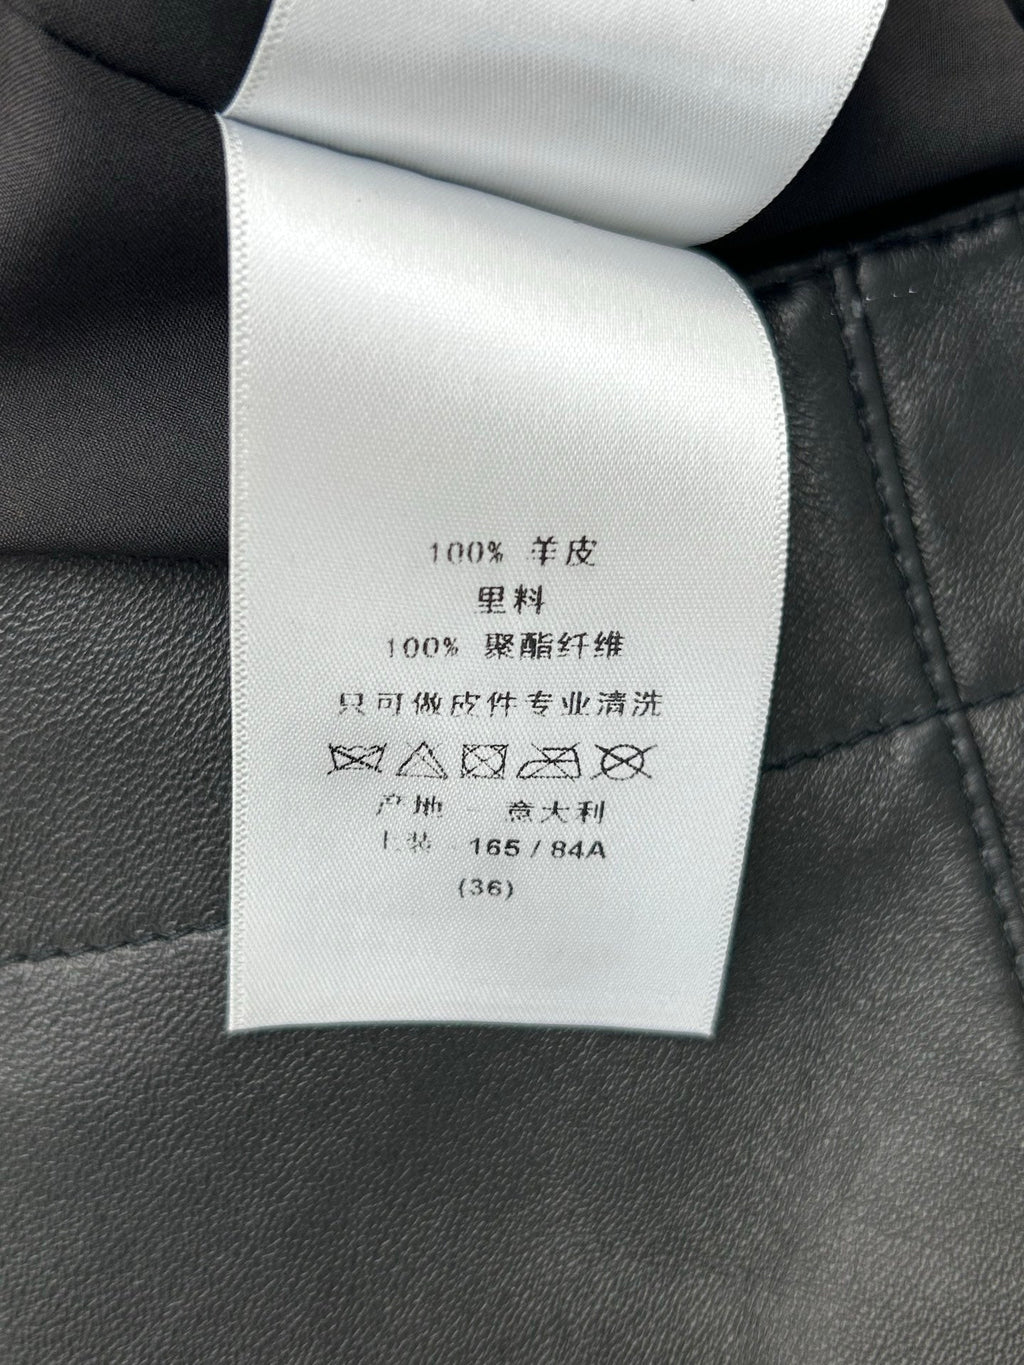 100% 羊皮
里料
100% 聚酯纤维
只可做皮件专业清洗
产地 - 意大利
上装 165 / 84A
(36)